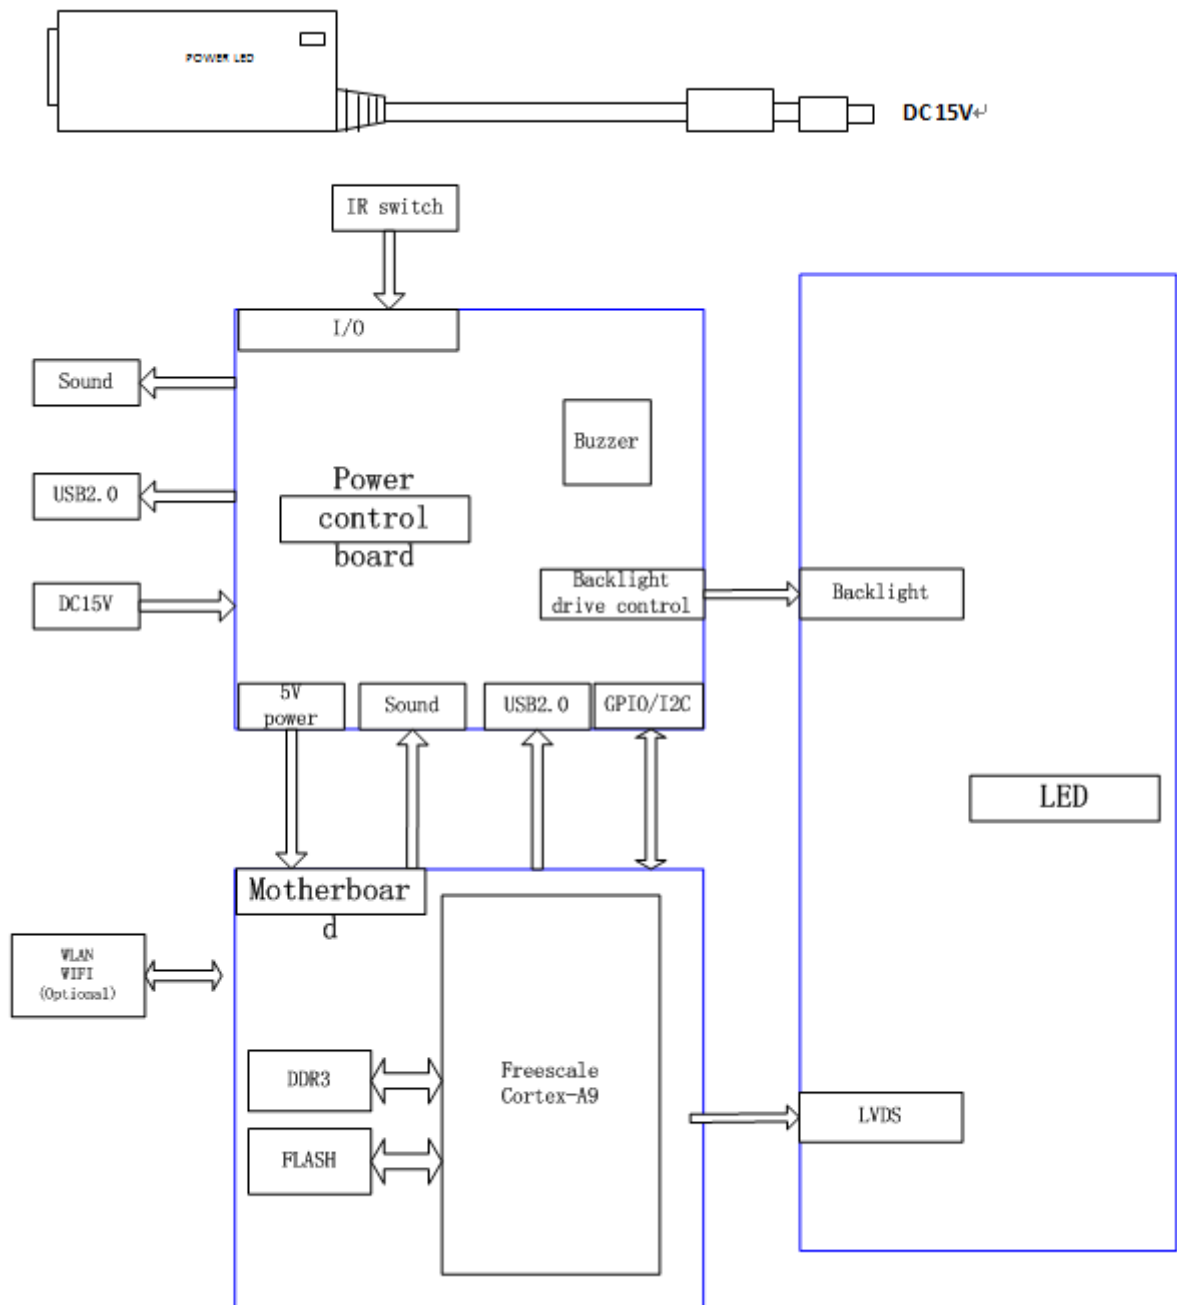 POWER LED
DC15V↵
IR switch
I/O
Sound
Buzzer
USB2.0
Power
control
board
DC15V
Backlight
drive control
Backlight
5V
power
Sound
USB2.0
GPIO/I2C
LED
Motherboar
d
WLAN
WIFI
(Optional)
DDR3
Freescale
Cortex-A9
LVDS
FLASH